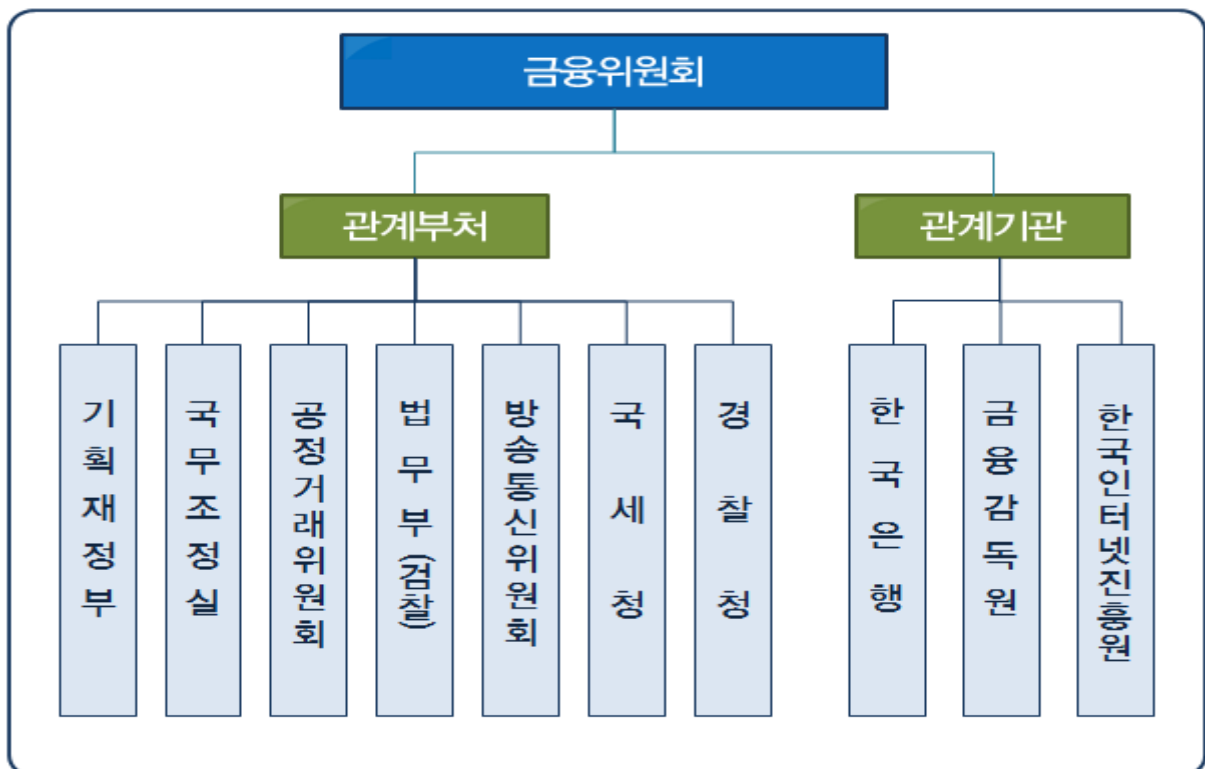 금융위원회
관계부처
관계기관
기획재정부
국무조정실
공정거래위원회
법무부(검찰)
방송통신위원회
국세청
경찰청
한국은행
금융감독원
한국인터넷진흥원